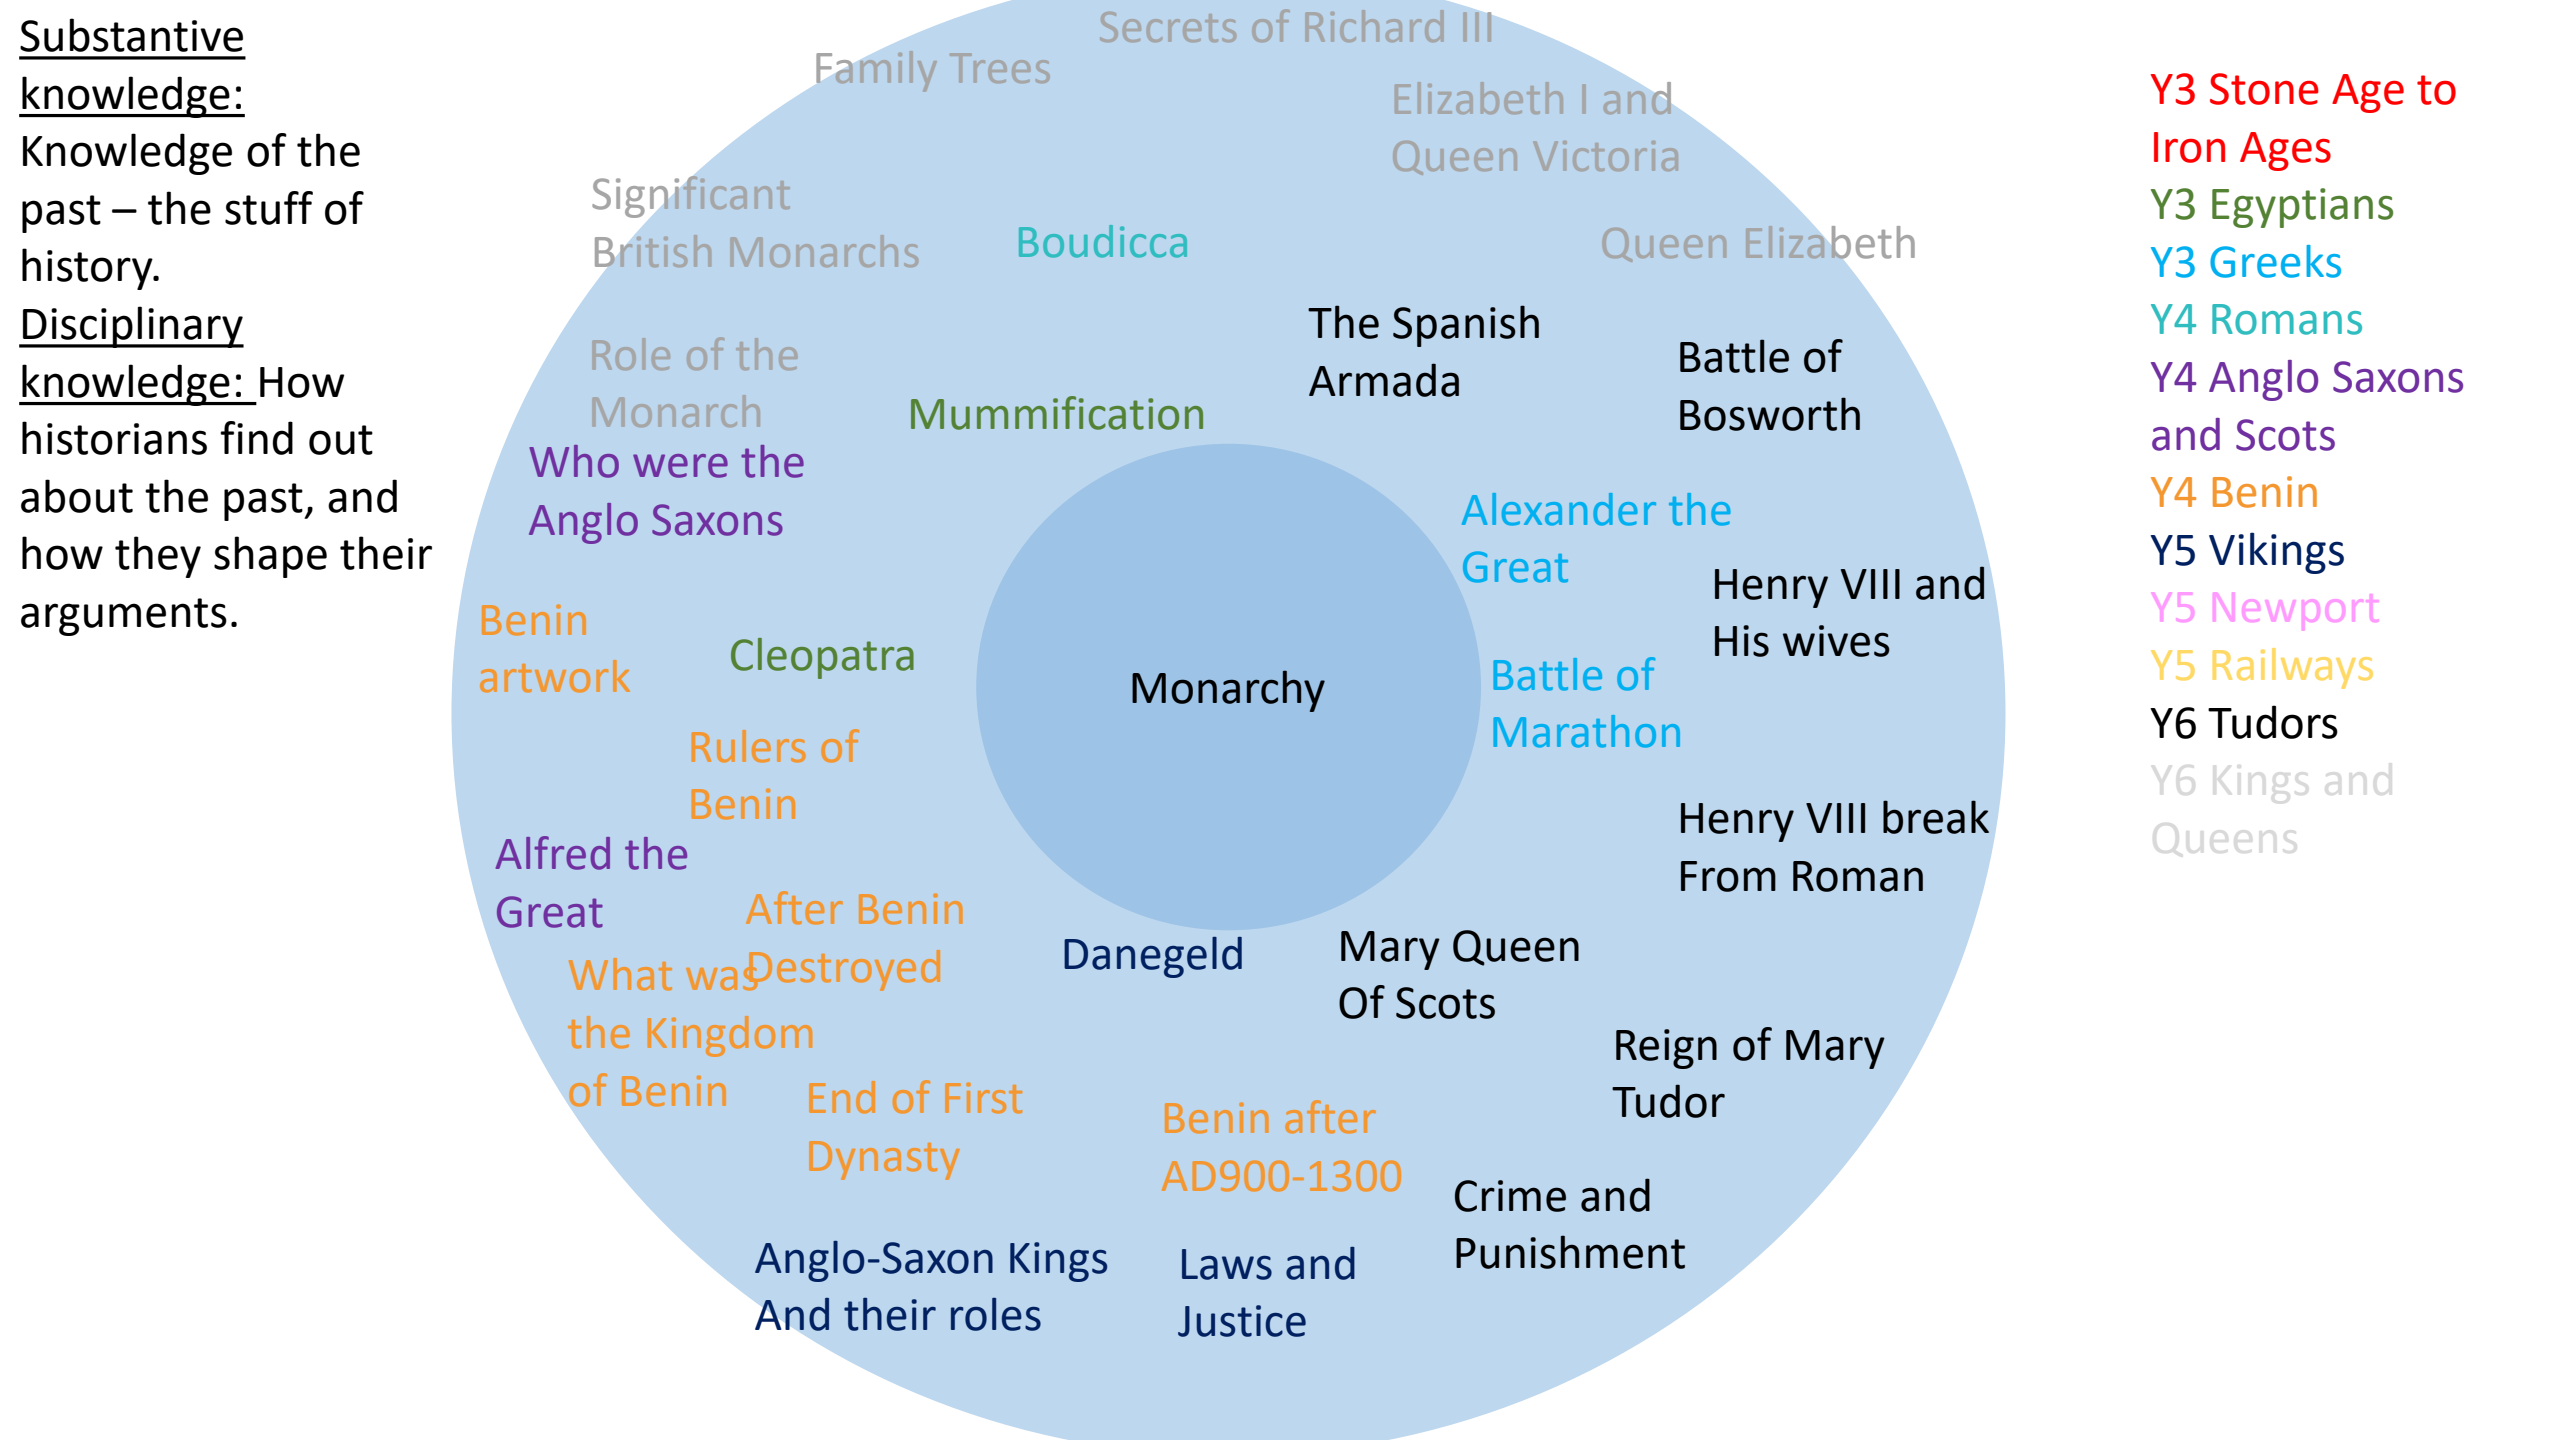 Substantive
knowledge:
Knowledge of the
past – the stuff of
history.
Disciplinary
knowledge: How
historians find out
about the past, and
how they shape their
arguments.
Secrets of Richard III
Family Trees
Elizabeth I and
Queen Victoria
Significant
British Monarchs
Boudicca
Queen Elizabeth
The Spanish
Armada
Battle of
Bosworth
Role of the
Monarch
Mummification
Who were the
Anglo Saxons
Alexander the
Great
Henry VIII and
His wives
Benin
artwork
Cleopatra
Monarchy
Battle of
Marathon
Rulers of
Benin
Henry VIII break
From Roman
Alfred the
Great
After Benin
Destroyed
What was
the Kingdom
of Benin
Danegeld
Mary Queen
Of Scots
Reign of Mary
Tudor
End of First
Dynasty
Benin after
AD900-1300
Crime and
Punishment
Anglo-Saxon Kings
And their roles
Laws and
Justice
Y3 Stone Age to
Iron Ages
Y3 Egyptians
Y3 Greeks
Y4 Romans
Y4 Anglo Saxons
and Scots
Y4 Benin
Y5 Vikings
Y5 Newport
Y5 Railways
Y6 Tudors
Y6 Kings and
Queens